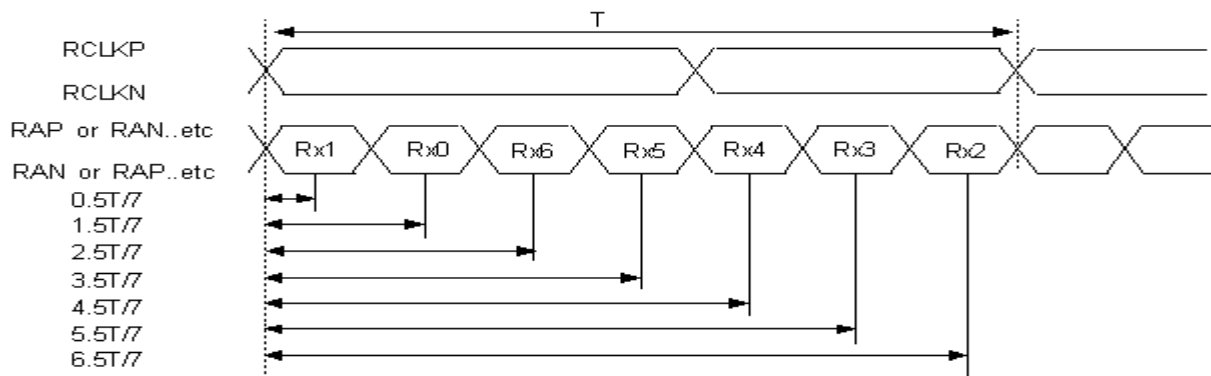 T
RCLKP
RCLKN
RAP or RAN..etc
Rx1 Rx0 Rx6 Rx5 Rx4 Rx3 Rx2
RAN or RAP..etc
0.5T/7
1.5T/7
2.5T/7
3.5T/7
4.5T/7
5.5T/7
6.5T/7